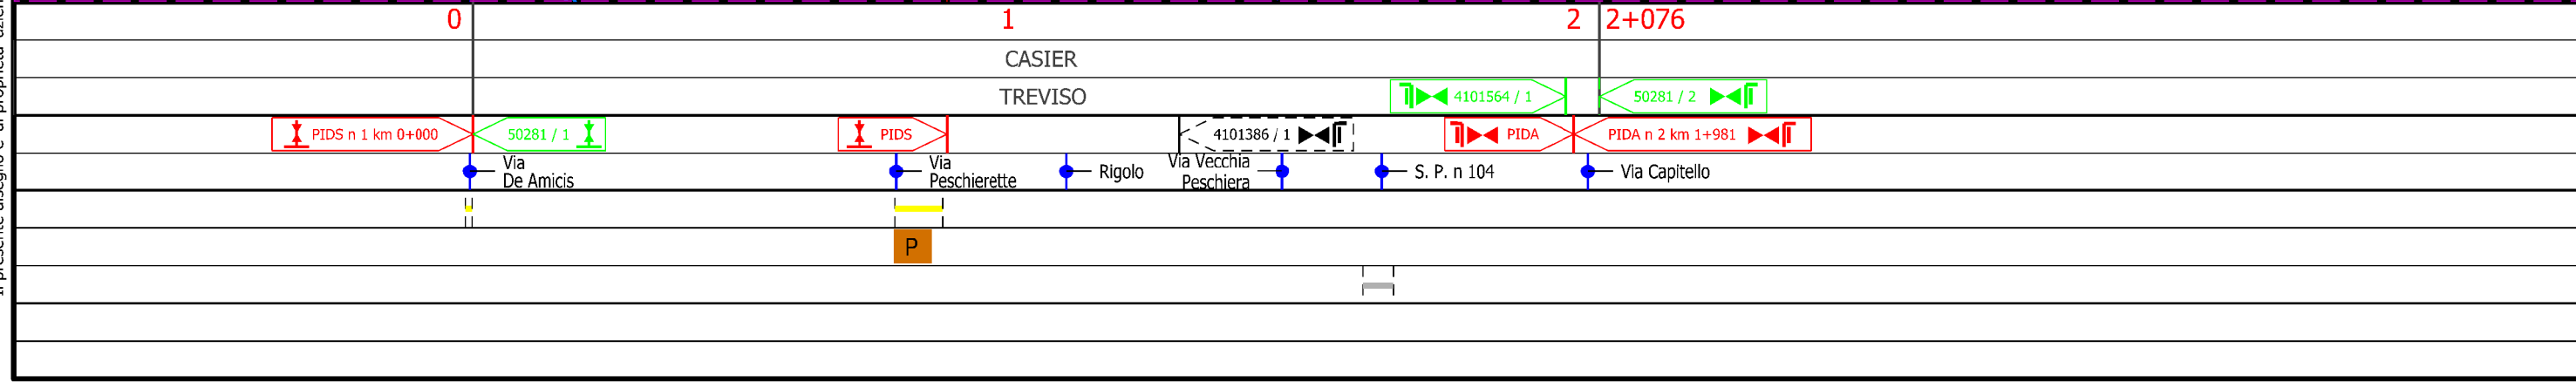 0 1 2 2+076
CASIER
4101564 / 1 50281 / 2
TREVISO
PIDS n 1 km 0+000 50281 / 1 PIDS 4101386 / 1 PIDA PIDA n 2 km 1+981
Via
De Amicis
Via
Peschierette
Rigolo
Via Vecchia
Peschiera
S. P. n 104
Via Capitello
P